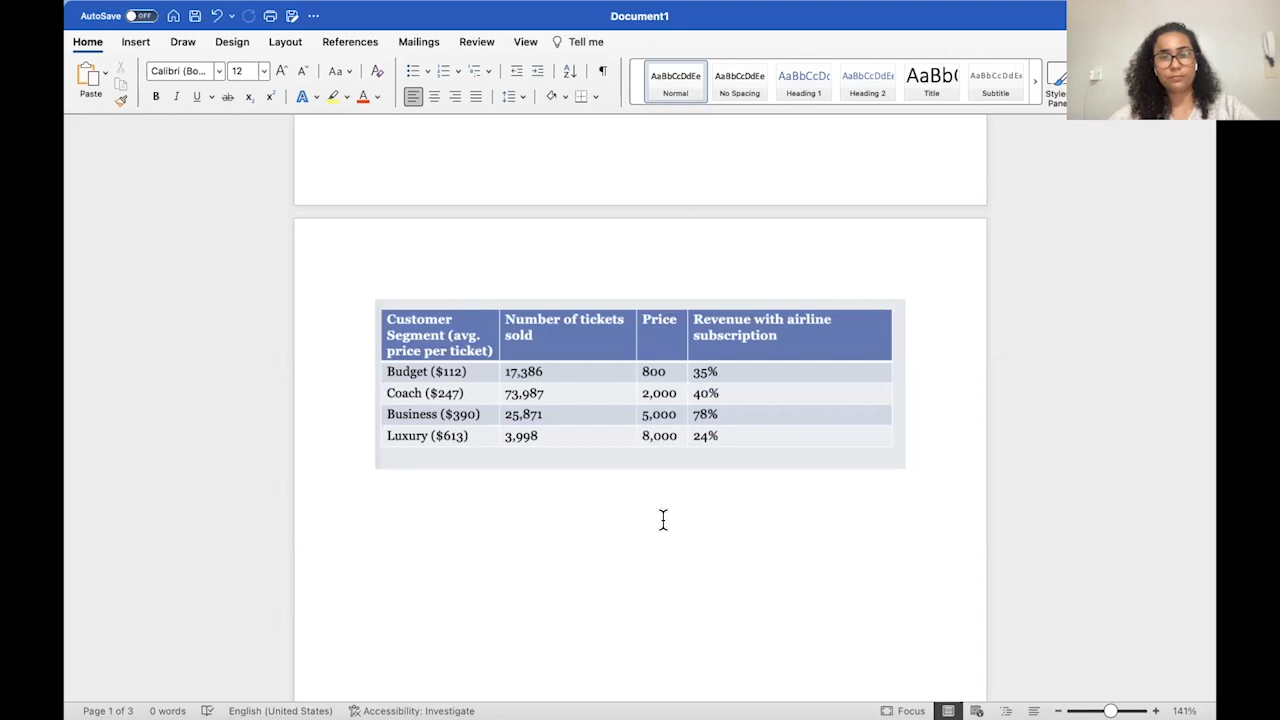 AutoSave OFF Document1
Home Insert Draw Design Layout References Mailings Review View Tell me
Paste Calibri (Bo... 12 Aa AaBbCcDdEe AaBbCcDdEe AaBbCcDc AaBbCcDdEe AaBb( AaBbCcDdEe
Normal No Spacing Heading 1 Heading 2 Title Subtitle Styles Pane
Customer Segment (avg. price per ticket) Number of tickets sold Price Revenue with airline subscription
Budget ($112) 17,386 800 35%
Coach ($247) 73,987 2,000 40%
Business ($390) 25,871 5,000 78%
Luxury ($613) 3,998 8,000 24%
Page 1 of 3 0 words English (United States) Accessibility: Investigate Focus 141%